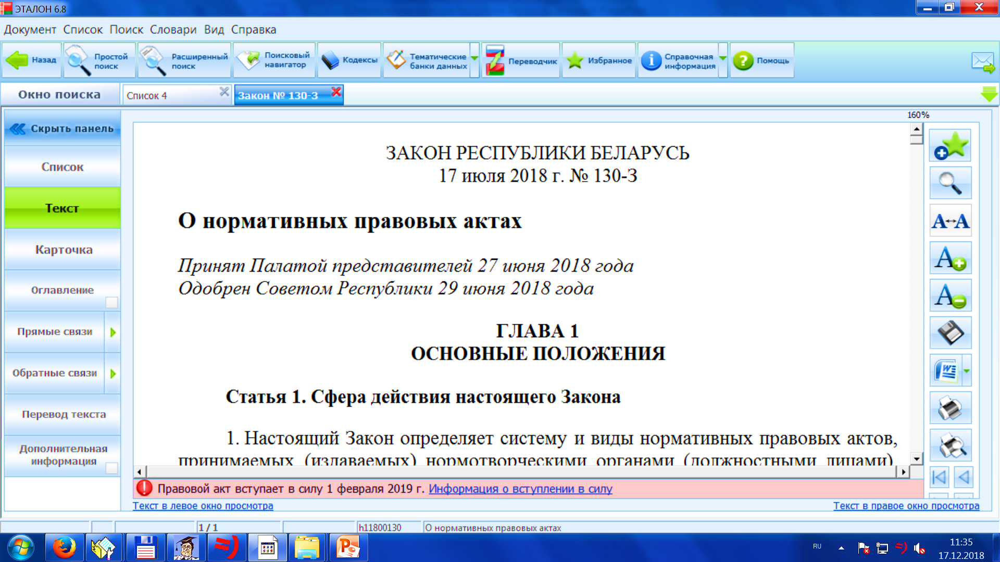 ЭТАЛОН 6.8
Документ Список Поиск Словари Вид Справка
Назад
Простой
поиск
Расширенный
поиск
Поисковый
навигатор
Кодексы
Тематические
банки данных
Переводчик
Избранное
Справочная
информация
Помощь
Окно поиска
Список 4
Закон № 130-З
160%
Скрыть панель
Список
Текст
Карточка
Оглавление
Прямые связи
Обратные связи
Перевод текста
Дополнительная
информация
ЗАКОН РЕСПУБЛИКИ БЕЛАРУСЬ
17 июля 2018 г. № 130-З
О нормативных правовых актах
Принят Палатой представителей 27 июня 2018 года
Одобрен Советом Республики 29 июня 2018 года
ГЛАВА 1
ОСНОВНЫЕ ПОЛОЖЕНИЯ
Статья 1. Сфера действия настоящего Закона
1. Настоящий Закон определяет систему и виды нормативных правовых актов,
принимаемых (издаваемых) нормотворческими органами (должностными лицами),
Правовой акт вступает в силу 1 февраля 2019 г. Информация о вступлении в силу
Текст в левое окно просмотра
Текст в правое окно просмотра
1 / 1
h11800130
О нормативных правовых актах
RU
11:35
17.12.2018